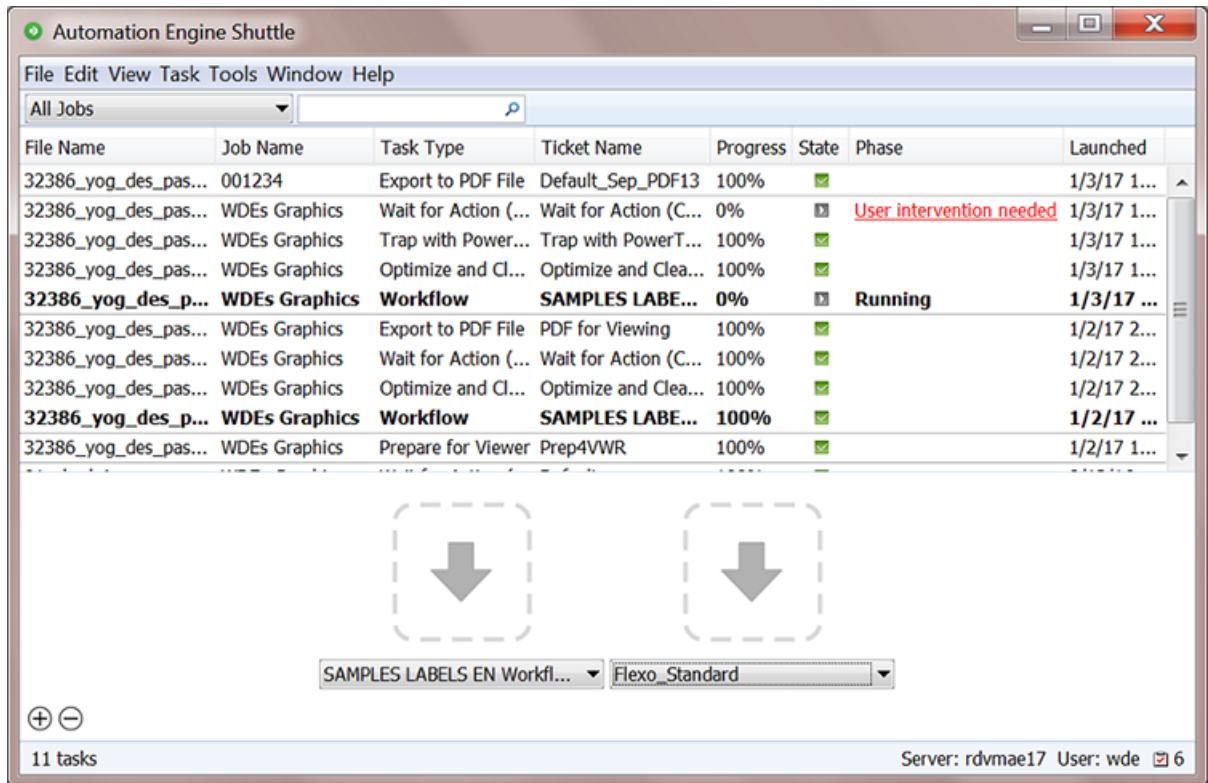 Automation Engine Shuttle
File Edit View Task Tools Window Help
All Jobs
File Name Job Name Task Type Ticket Name Progress State Phase Launched
32386_yog_des_pas... 001234 Export to PDF File Default_Sep_PDF13 100% 1/3/17 1...
32386_yog_des_pas... WDEs Graphics Wait for Action (... Wait for Action (C... 0% User intervention needed 1/3/17 1...
32386_yog_des_pas... WDEs Graphics Trap with Power... Trap with PowerT... 100% 1/3/17 1...
32386_yog_des_pas... WDEs Graphics Optimize and Cl... Optimize and Clea... 100% 1/3/17 1...
32386_yog_des_p... WDEs Graphics Workflow SAMPLES LABE... 0% Running 1/3/17 ...
32386_yog_des_pas... WDEs Graphics Export to PDF File PDF for Viewing 100% 1/2/17 2...
32386_yog_des_pas... WDEs Graphics Wait for Action (... Wait for Action (C... 100% 1/2/17 2...
32386_yog_des_pas... WDEs Graphics Optimize and Cl... Optimize and Clea... 100% 1/2/17 2...
32386_yog_des_p... WDEs Graphics Workflow SAMPLES LABE... 100% 1/2/17 ...
32386_yog_des_pas... WDEs Graphics Prepare for Viewer Prep4VWR 100% 1/2/17 1...
SAMPLES LABELS EN Workfl... Flexo_Standard
11 tasks Server: rdvmae17 User: wde 6